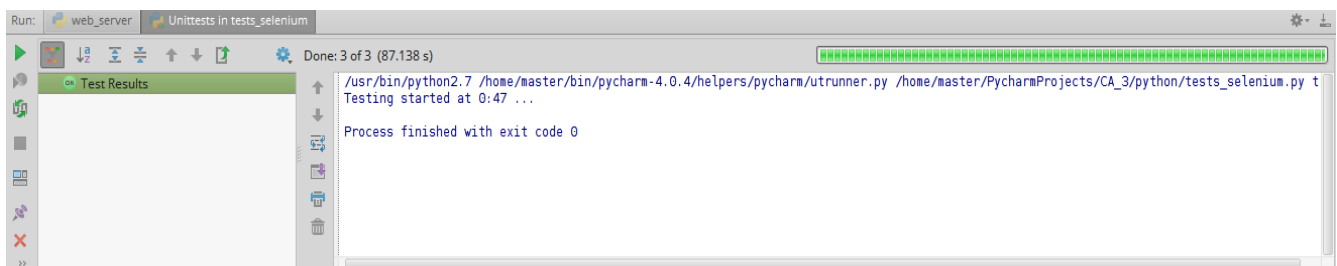 Run: web_server Unittests in tests_selenium
Done: 3 of 3 (87.138 s)
OK Test Results
/usr/bin/python2.7 /home/master/bin/pycharm-4.0.4/helpers/pycharm/utrunner.py /home/master/PycharmProjects/CA_3/python/tests_selenium.py t
Testing started at 0:47 ...
Process finished with exit code 0